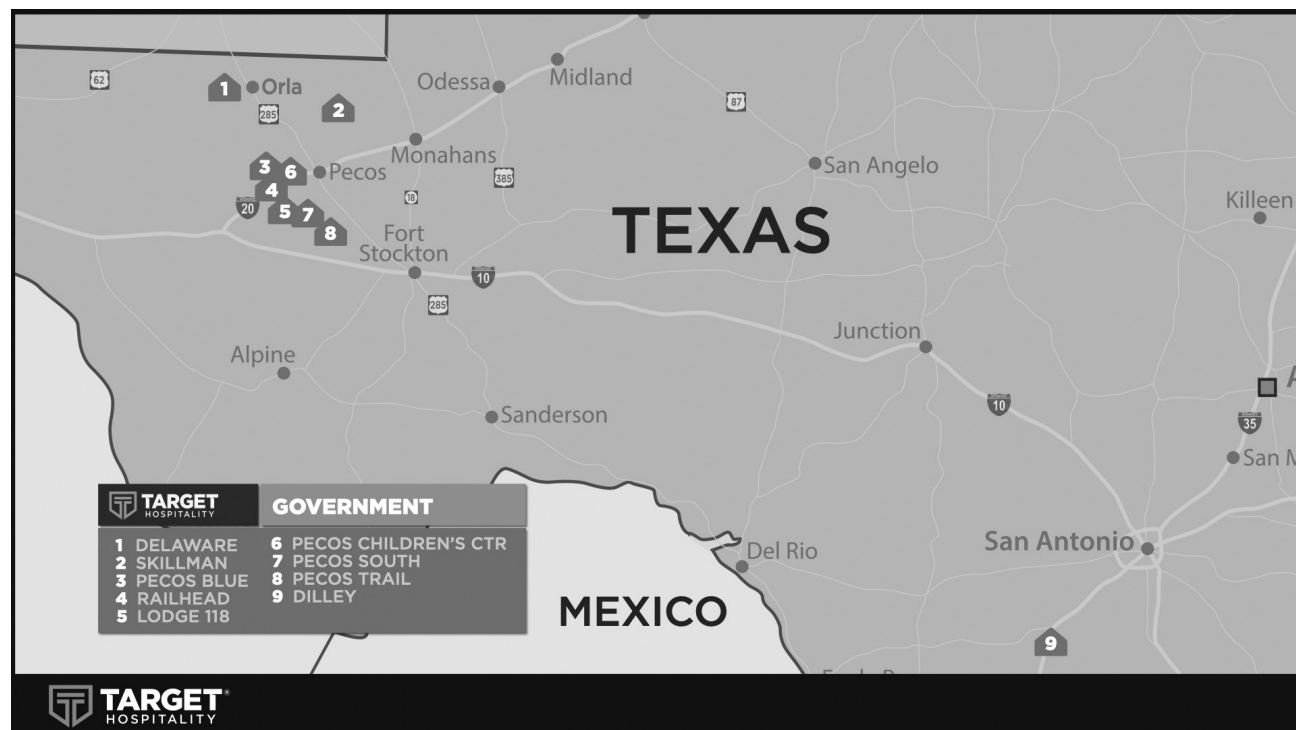 62
1
Orla
285
2
Odessa
Midland
87
Monahans
3
6
Pecos
4
385
18
San Angelo
20
5
7
8
Fort
Stockton
TEXAS
Killeen
10
285
Junction
Alpine
10
35
Sanderson
San M
TARGET
HOSPITALITY
GOVERNMENT
1 DELAWARE
2 SKILLMAN
3 PECOS BLUE
4 RAILHEAD
5 LODGE 118
6 PECOS CHILDREN'S CTR
7 PECOS SOUTH
8 PECOS TRAIL
9 DILLEY
Del Rio
San Antonio
MEXICO
9
TARGET®
HOSPITALITY